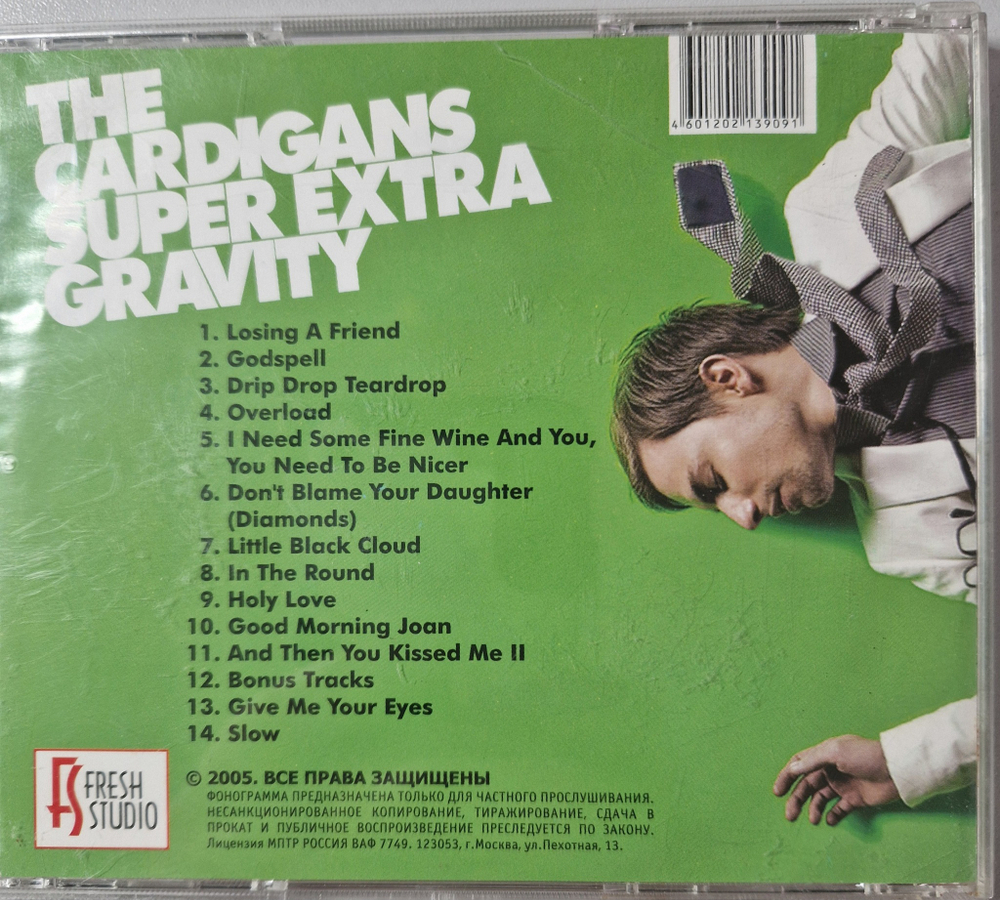 4 601202 139091
THE
CARDIGANS
SUPER EXTRA
GRAVITY
1. Losing A Friend
2. Godspell
3. Drip Drop Teardrop
4. Overload
5. I Need Some Fine Wine And You,
You Need To Be Nicer
6. Don't Blame Your Daughter
(Diamonds)
7. Little Black Cloud
8. In The Round
9. Holy Love
10. Good Morning Joan
11. And Then You Kissed Me II
12. Bonus Tracks
13. Give Me Your Eyes
14. Slow
FS FRESH
STUDIO
© 2005. ВСЕ ПРАВА ЗАЩИЩЕНЫ
ФОНОГРАММА ПРЕДНАЗНАЧЕНА ТОЛЬКО ДЛЯ ЧАСТНОГО ПРОСЛУШИВАНИЯ.
НЕСАНКЦИОНИРОВАННОЕ КОПИРОВАНИЕ, ТИРАЖИРОВАНИЕ, СДАЧА В
ПРОКАТ И ПУБЛИЧНОЕ ВОСПРОИЗВЕДЕНИЕ ПРЕСЛЕДУЕТСЯ ПО ЗАКОНУ.
Лицензия МПТР РОССИЯ ВАФ 7749. 123053, г.Москва, ул.Пехотная, 13.